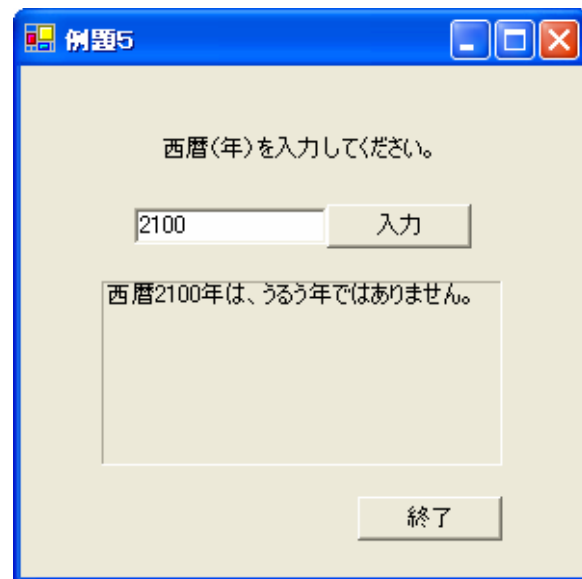 例題5
西暦(年)を入力してください。
2100
入力
西暦2100年は、うるう年ではありません。
終了